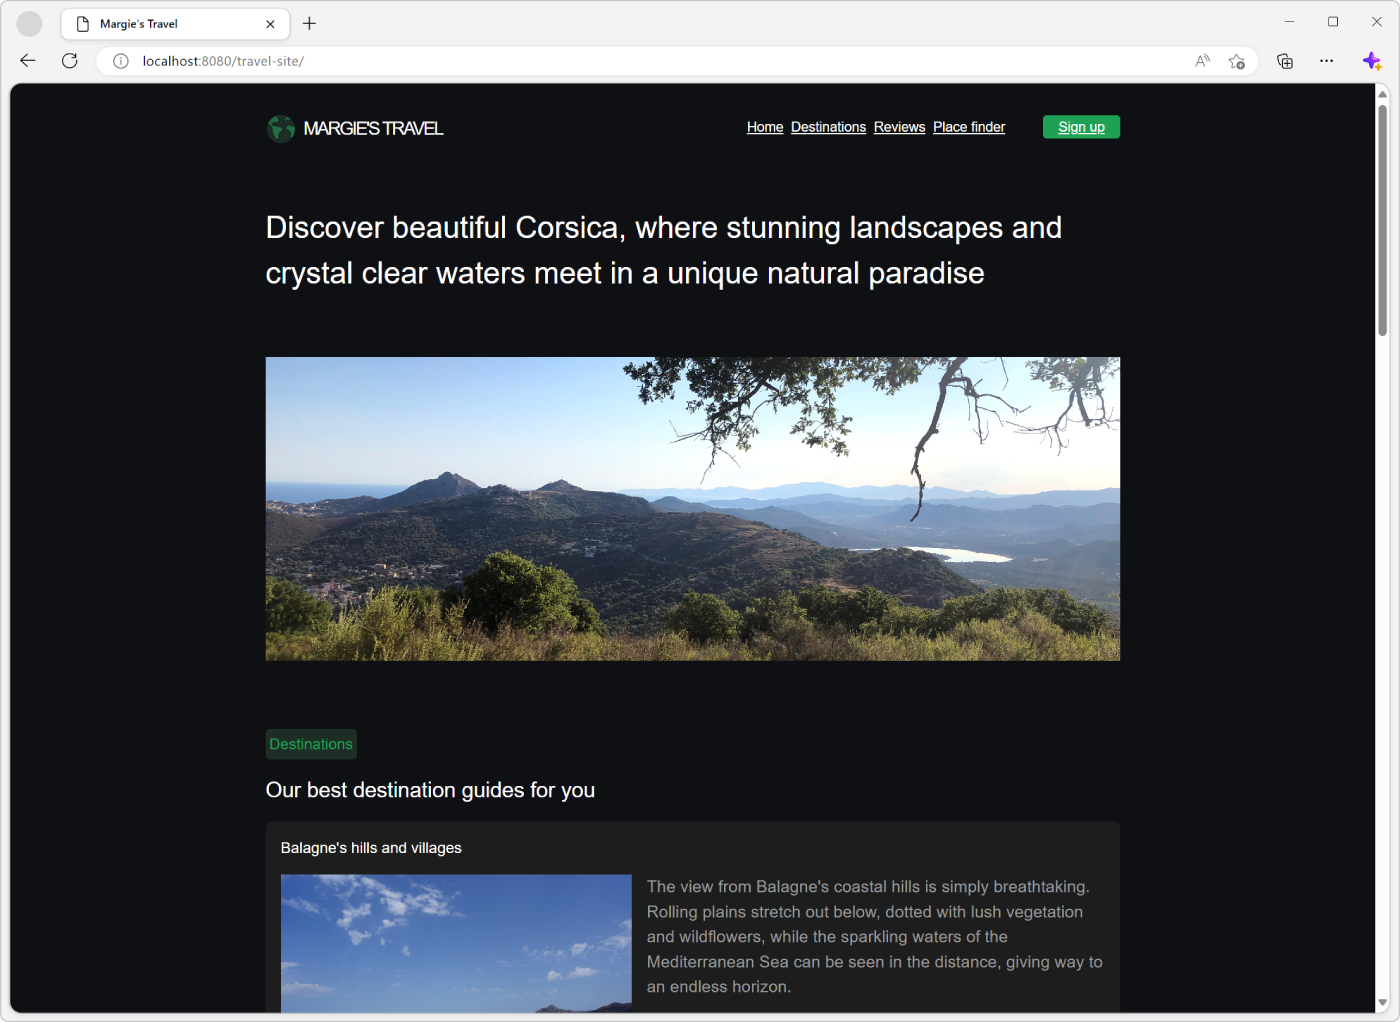 Margie's Travel
localhost:8080/travel-site/
MARGIE'S TRAVEL
Home Destinations Reviews Place finder Sign up
Discover beautiful Corsica, where stunning landscapes and
crystal clear waters meet in a unique natural paradise
Destinations
Our best destination guides for you
Balagne's hills and villages
The view from Balagne's coastal hills is simply breathtaking.
Rolling plains stretch out below, dotted with lush vegetation
and wildflowers, while the sparkling waters of the
Mediterranean Sea can be seen in the distance, giving way to
an endless horizon.